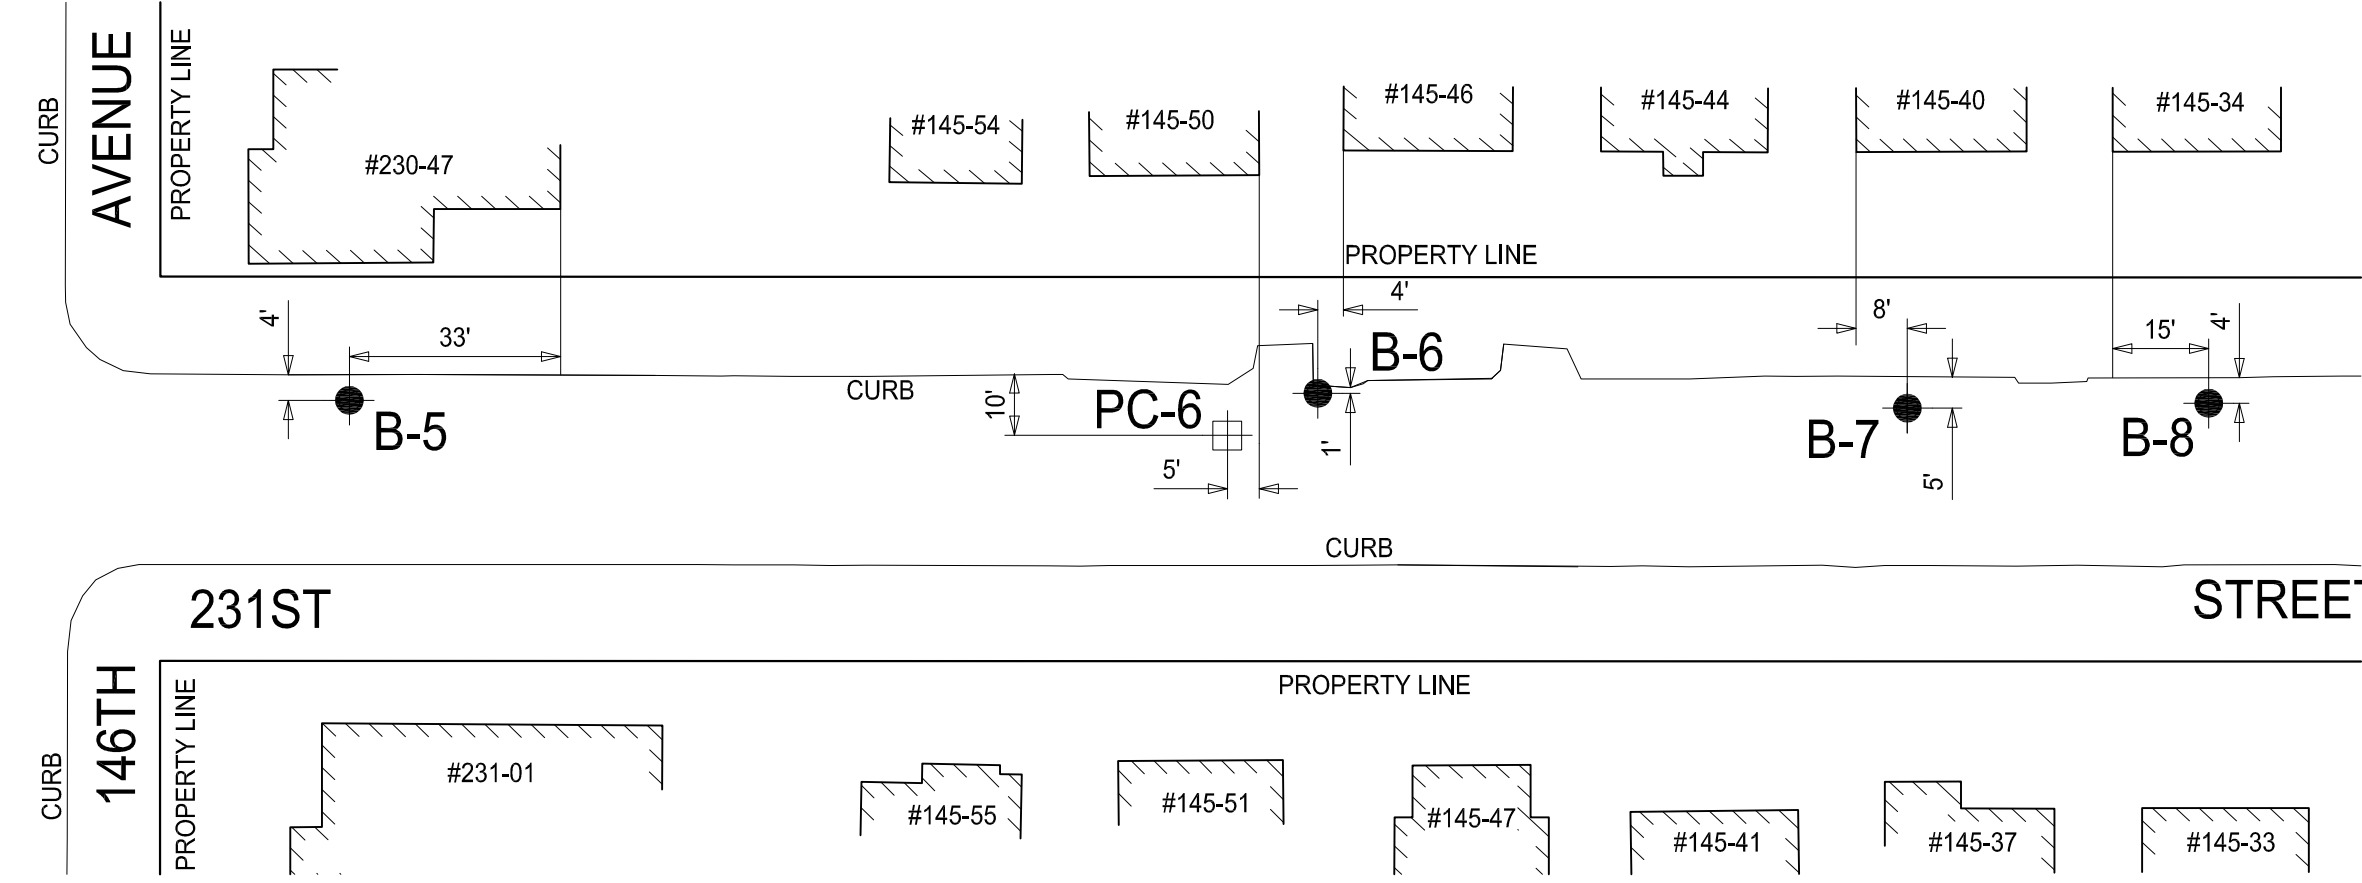 AVENUE
CURB
PROPERTY LINE
#230-47
#145-54
#145-50
#145-46
#145-44
#145-40
#145-34
PROPERTY LINE
4'
33'
4'
8'
15'
4'
B-5
CURB
10'
PC-6
5'
B-6
1'
B-7
5'
B-8
CURB
231ST
STREET
146TH
CURB
PROPERTY LINE
PROPERTY LINE
#231-01
#145-55
#145-51
#145-47
#145-41
#145-37
#145-33